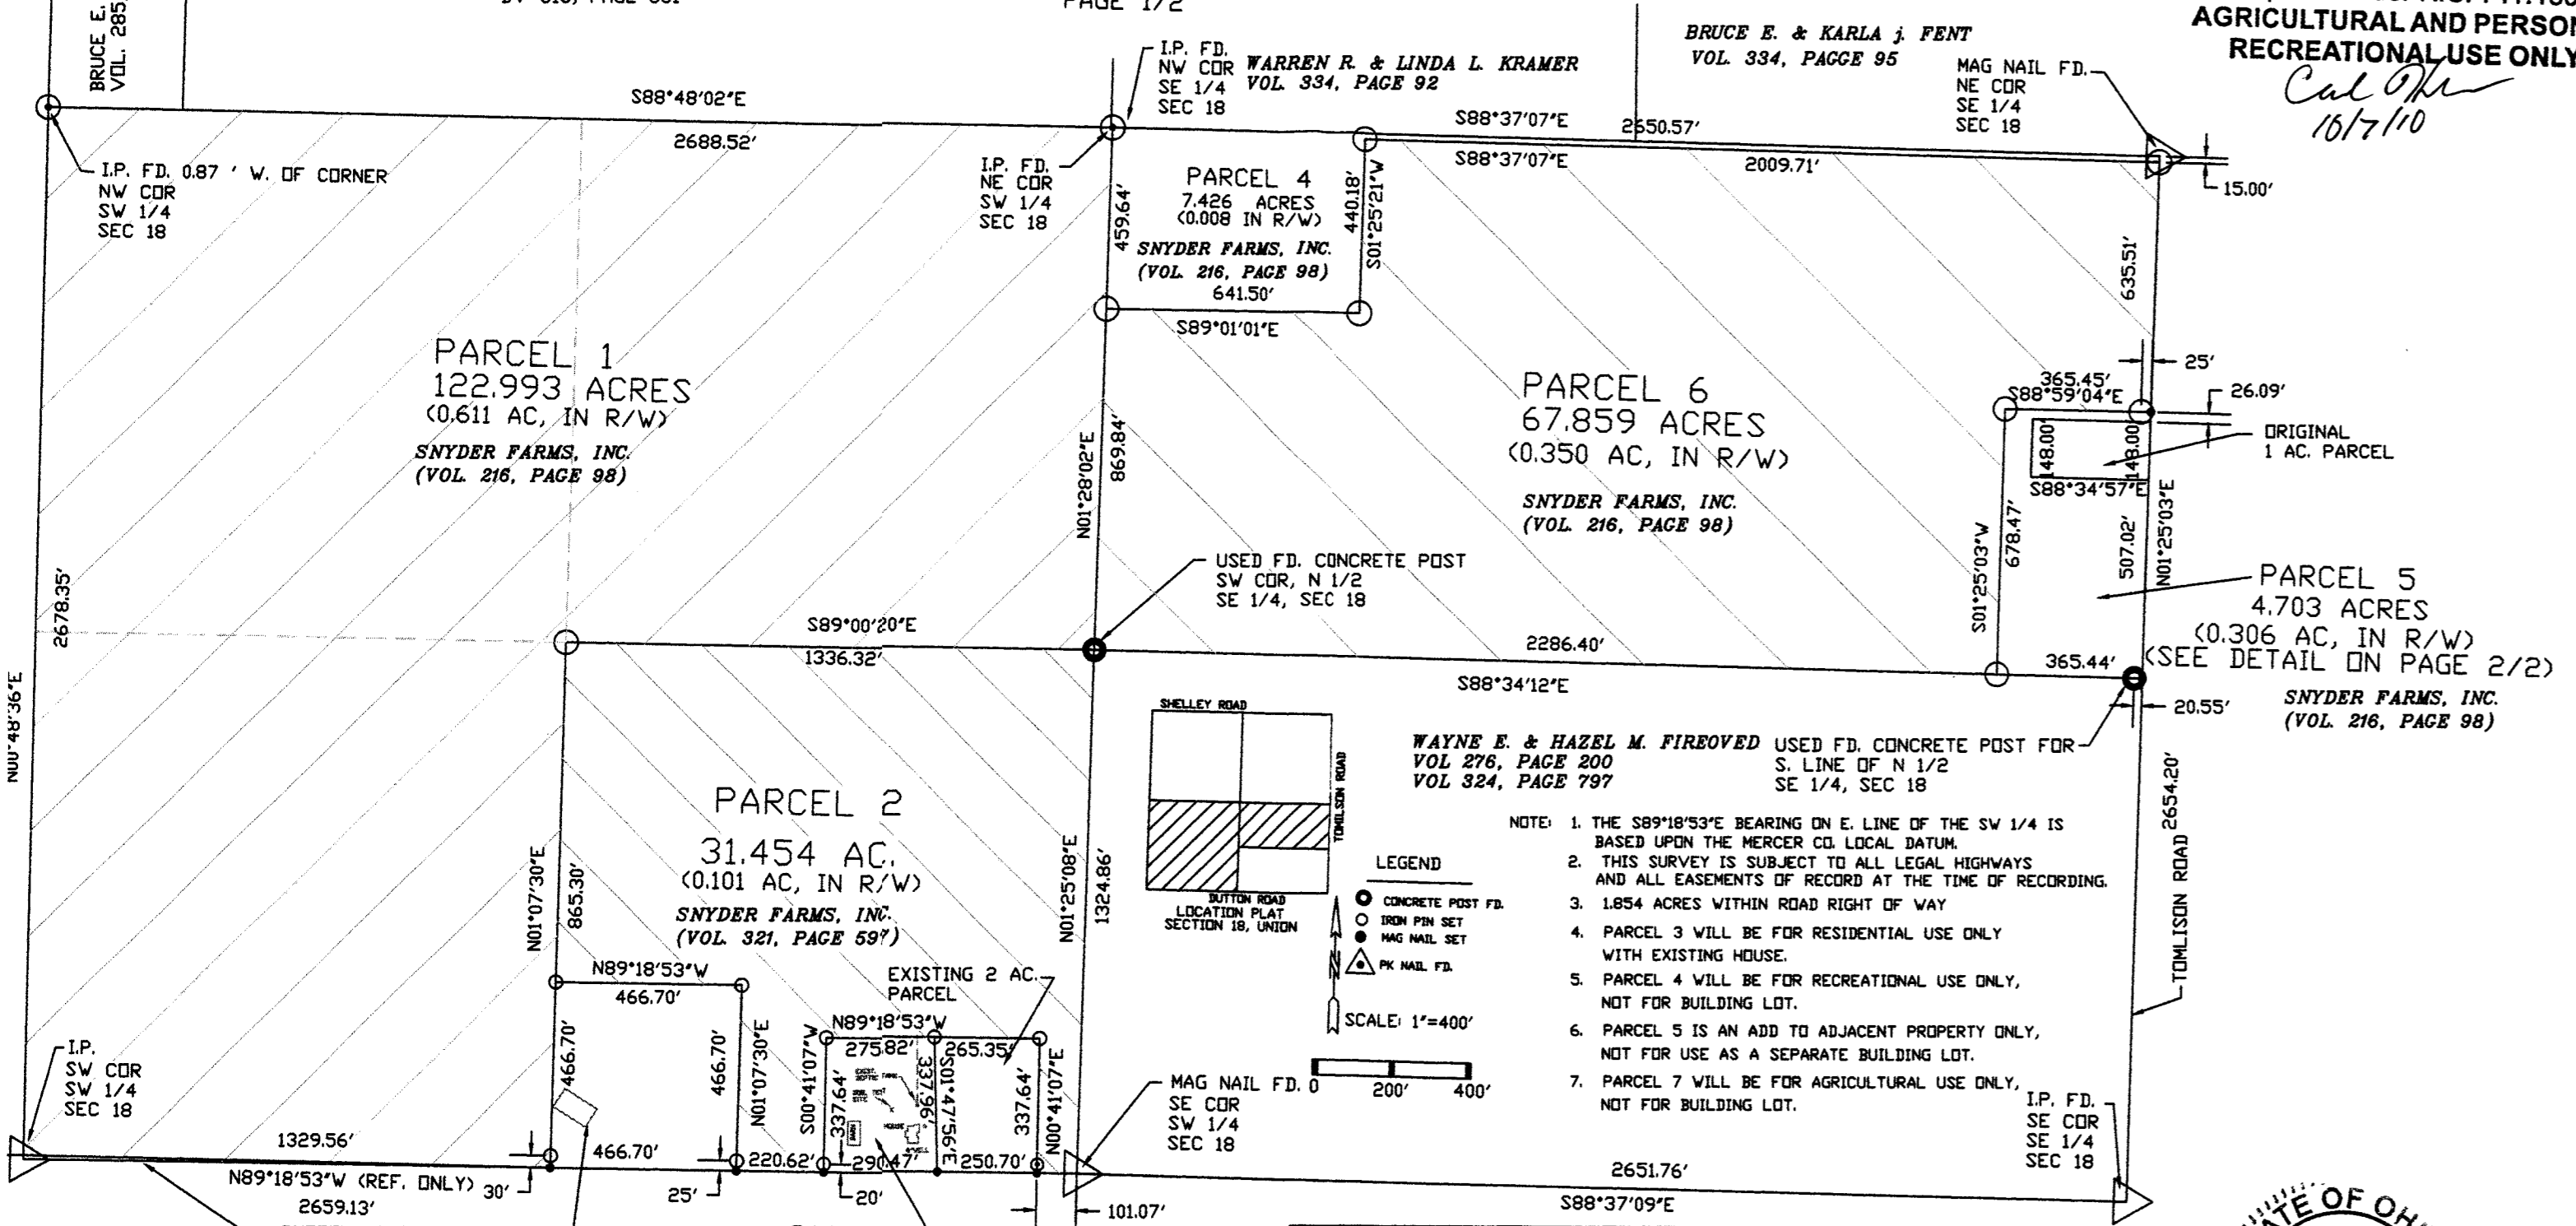 PAGE 1/2
BRUCE E.
VOL. 285
AGRICULTURAL AND PERSON
RECREATIONAL USE ONLY
10/7/10
I.P. FD.
NW COR
SE 1/4
SEC 18
WARREN R. & LINDA L. KRAMER
VOL. 334, PAGE 92
BRUCE E. & KARLA j. FENT
VOL. 334, PAGGE 95
MAG NAIL FD.
NE COR
SE 1/4
SEC 18
S88°48'02"E
2688.52'
S88°37'07"E
2650.57'
S88°37'07"E
2009.71'
15.00'
I.P. FD. 0.87 ' W. OF CORNER
NW COR
SW 1/4
SEC 18
I.P. FD.
NE COR
SW 1/4
SEC 18
459.64'
PARCEL 4
7.426 ACRES
(0.008 IN R/W)
SNYDER FARMS, INC.
(VOL. 216, PAGE 98)
641.50'
S89°01'01"E
440.18'
S01°25'21"W
635.51'
PARCEL 1
122.993 ACRES
(0.611 AC, IN R/W)
SNYDER FARMS, INC.
(VOL. 216, PAGE 98)
PARCEL 6
67.859 ACRES
(0.350 AC, IN R/W)
SNYDER FARMS, INC.
(VOL. 216, PAGE 98)
N01°28'02"E
869.84'
25'
365.45'
S88°59'04"E
26.09'
148.00'
148.00'
ORIGINAL
1 AC. PARCEL
S88°34'57"E
S01°25'03"W
678.47'
507.02'
N01°25'03"E
PARCEL 5
4.703 ACRES
(0.306 AC, IN R/W)
(SEE DETAIL ON PAGE 2/2)
SNYDER FARMS, INC.
(VOL. 216, PAGE 98)
USED FD. CONCRETE POST
SW COR, N 1/2
SE 1/4, SEC 18
N00°48'36"E
2678.35'
S89°00'20"E
1336.32'
2286.40'
S88°34'12"E
365.44'
20.55'
SHELLEY ROAD
TOMLISON ROAD
BUTTON ROAD
LOCATION PLAT
SECTION 18, UNION
WAYNE E. & HAZEL M. FIREOVED
VOL 276, PAGE 200
VOL 324, PAGE 797
USED FD. CONCRETE POST FOR
S. LINE OF N 1/2
SE 1/4, SEC 18
PARCEL 2
31.454 AC.
(0.101 AC, IN R/W)
SNYDER FARMS, INC.
(VOL. 321, PAGE 597)
N01°07'30"E
865.30'
N01°25'08"E
1324.86'
LEGEND
CONCRETE POST FD.
IRON PIN SET
MAG NAIL SET
PK NAIL FD.
SCALE: 1"=400'
0 200' 400'
NOTE: 1. THE S89°18'53"E BEARING ON E. LINE OF THE SW 1/4 IS
BASED UPON THE MERCER CO. LOCAL DATUM.
2. THIS SURVEY IS SUBJECT TO ALL LEGAL HIGHWAYS
AND ALL EASEMENTS OF RECORD AT THE TIME OF RECORDING.
3. 1.854 ACRES WITHIN ROAD RIGHT OF WAY
4. PARCEL 3 WILL BE FOR RESIDENTIAL USE ONLY
WITH EXISTING HOUSE.
5. PARCEL 4 WILL BE FOR RECREATIONAL USE ONLY,
NOT FOR BUILDING LOT.
6. PARCEL 5 IS AN ADD TO ADJACENT PROPERTY ONLY,
NOT FOR USE AS A SEPARATE BUILDING LOT.
7. PARCEL 7 WILL BE FOR AGRICULTURAL USE ONLY,
NOT FOR BUILDING LOT.
TOMLISON ROAD
2654.20'
N89°18'53"W
466.70'
466.70'
466.70'
N01°07'30"E
EXISTING 2 AC.
PARCEL
N89°18'53"W
275.82'
265.35'
S00°41'07"W
337.64'
337.96'
S01°47'56"E
337.64'
N00°41'07"E
BARN
HOUSE
WELL
I.P.
SW COR
SW 1/4
SEC 18
MAG NAIL FD.
SE COR
SW 1/4
SEC 18
I.P. FD.
SE COR
SE 1/4
SEC 18
1329.56'
466.70'
220.62'
290.47'
250.70'
2651.76'
S88°37'09"E
N89°18'53"W (REF. ONLY)
2659.13'
30'
25'
20'
101.07'
STATE OF OH